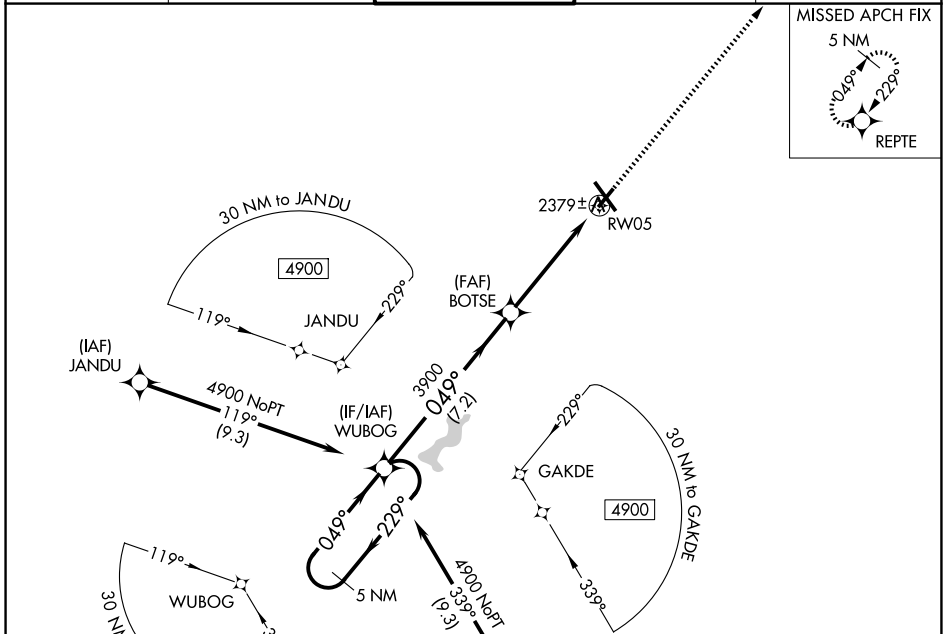 MISSED APCH FIX
5 NM
049°
229°
REPTE
30 NM to JANDU
4900
119°
229°
JANDU
2379±
RW05
(FAF)
BOTSE
(IAF)
JANDU
4900 NoPT
119°
(9.3)
(IF/IAF)
WUBOG
3900
049°
(7.2)
229°
GAKDE
4900
30 NM to GAKDE
339°
049°
229°
5 NM
4900 NoPT
339°
(9.3)
119°
WUBOG
30 NM